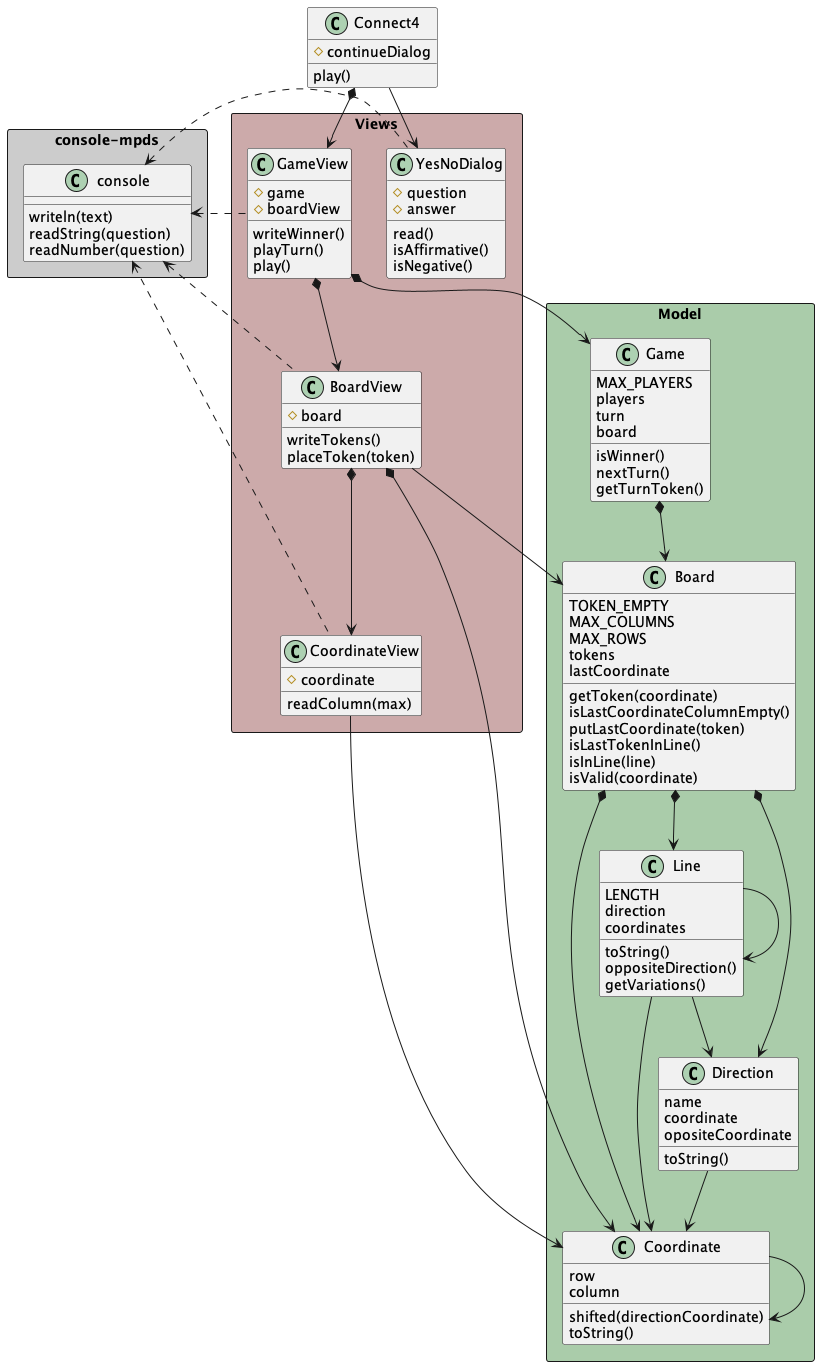 C Connect4
continueDialog
play()
Views
console-mpds
C console
writeln(text)
readString(question)
readNumber(question)
C GameView
game
boardView
writeWinner()
playTurn()
play()
C YesNoDialog
question
answer
read()
isAffirmative()
isNegative()
Model
C Game
MAX_PLAYERS
players
turn
board
isWinner()
nextTurn()
getTurnToken()
C BoardView
board
writeTokens()
placeToken(token)
C Board
TOKEN_EMPTY
MAX_COLUMNS
MAX_ROWS
tokens
lastCoordinate
getToken(coordinate)
isLastCoordinateColumnEmpty()
putLastCoordinate(token)
isLastTokenInLine()
isInLine(line)
isValid(coordinate)
C CoordinateView
coordinate
readColumn(max)
C Line
LENGTH
direction
coordinates
toString()
oppositeDirection()
getVariations()
C Direction
name
coordinate
opositeCoordinate
toString()
C Coordinate
row
column
shifted(directionCoordinate)
toString()